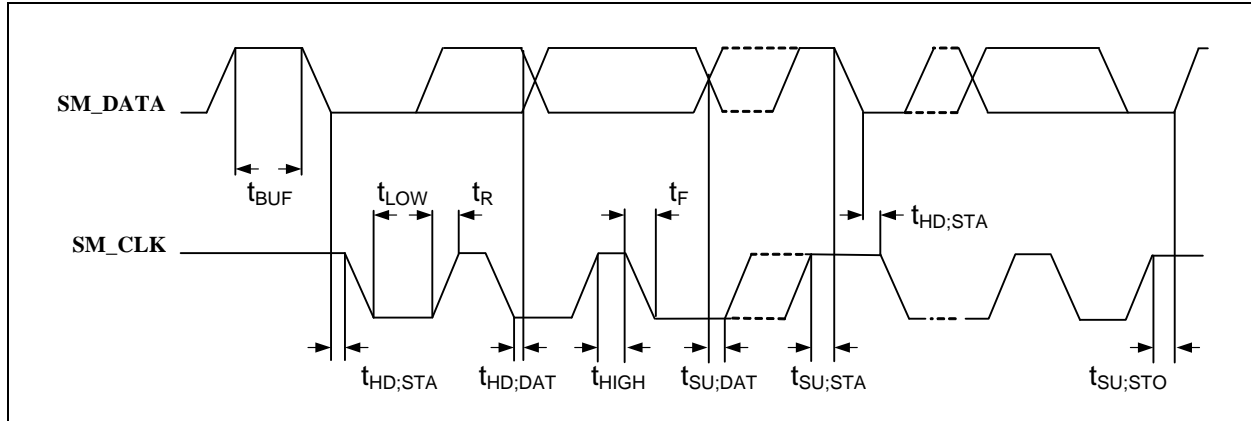 SM_DATA
tBUF
tLOW
tR
tF
tHD;STA
SM_CLK
tHD;STA
tHD;DAT
tHIGH
tSU;DAT
tSU;STA
tSU;STO